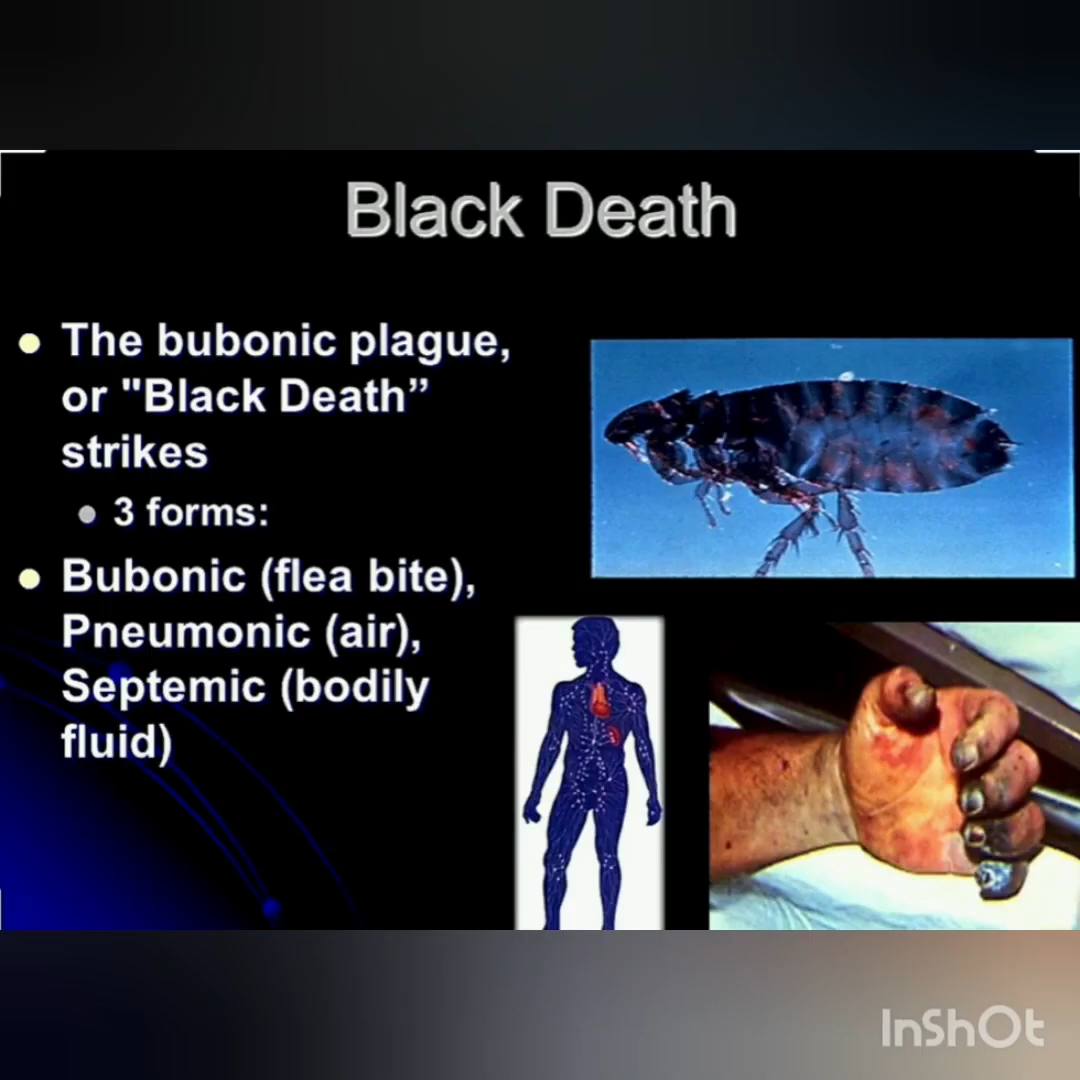 Black Death
The bubonic plague,
or "Black Death”
strikes
3 forms:
Bubonic (flea bite),
Pneumonic (air),
Septemic (bodily
fluid)
InShOt